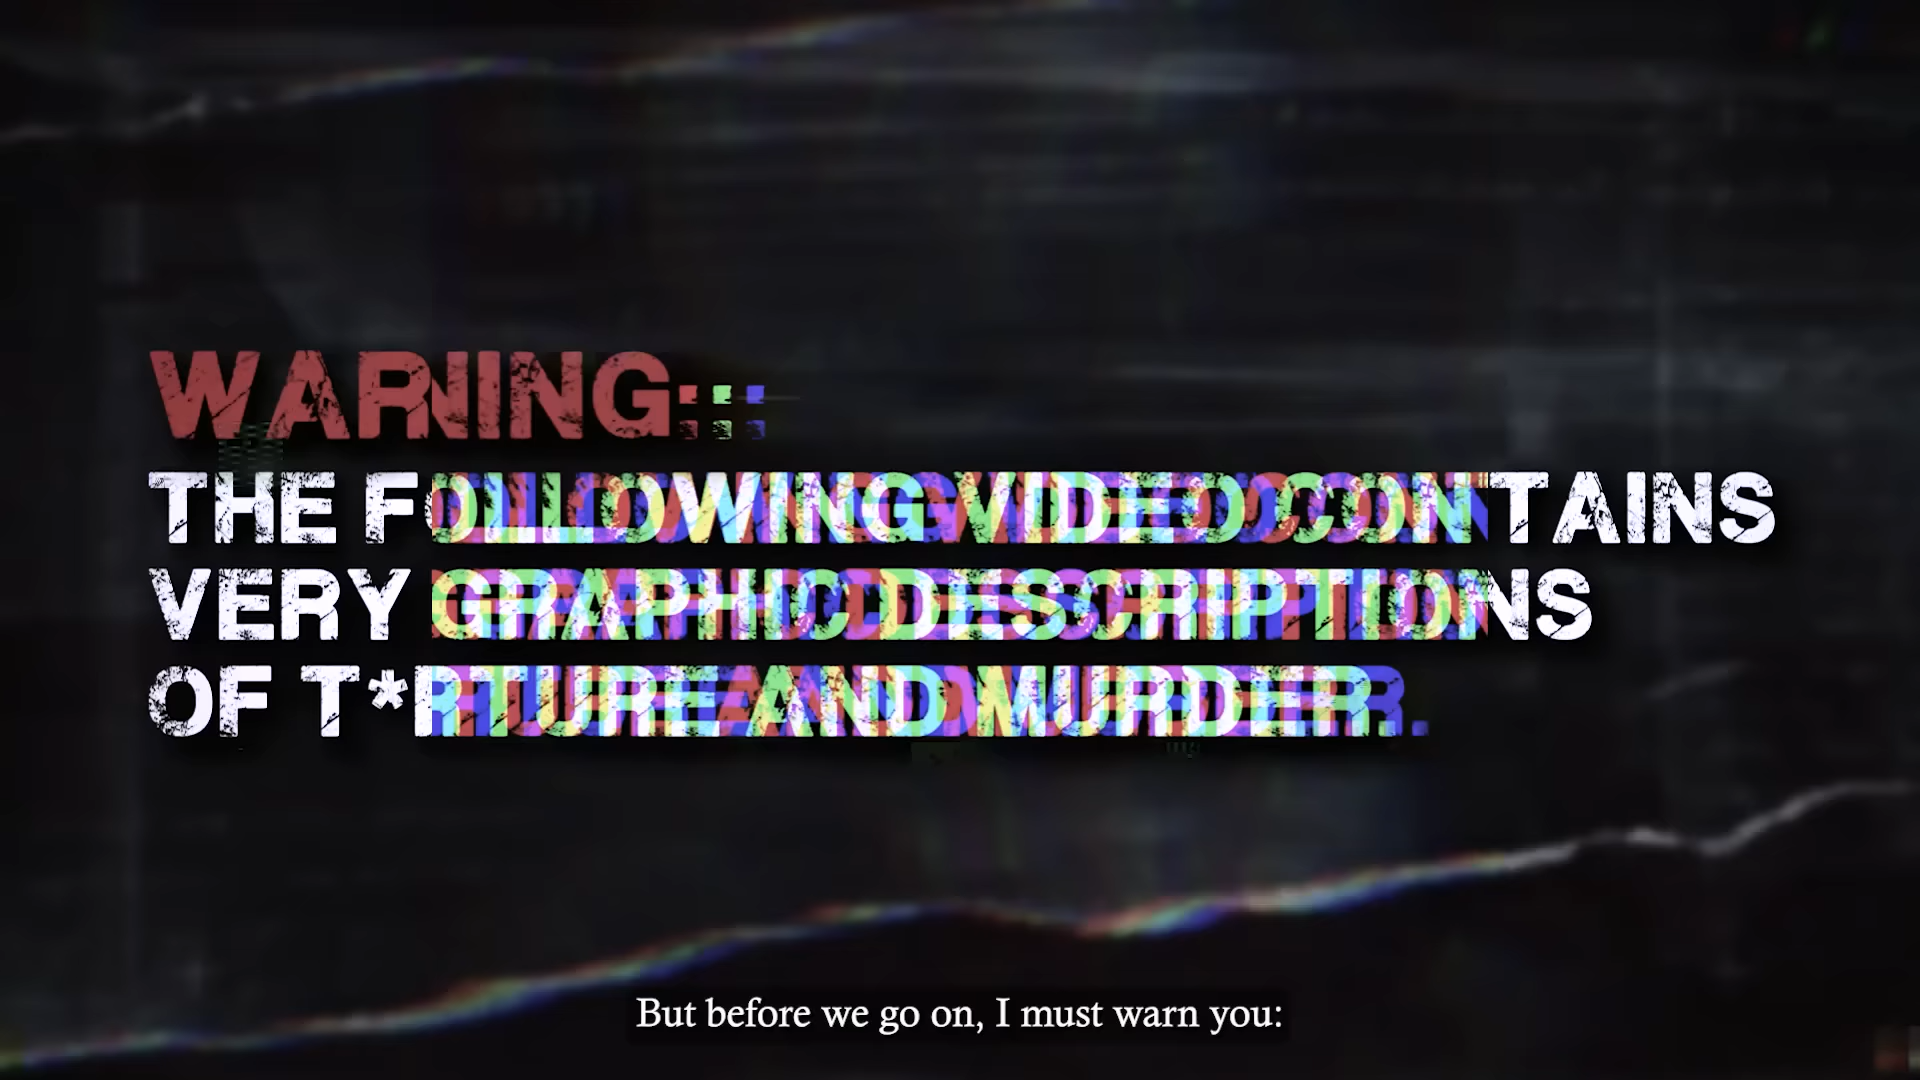 WARNING:
THE FOLLOWING VIDEO CONTAINS
VERY GRAPHIC DESCRIPTIONS
OF T*RTURE AND MURDER.
But before we go on, I must warn you: